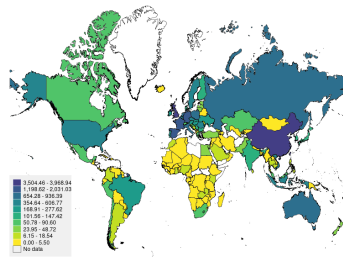 3,504.46 - 3,968.94
1,198.62 - 2,031.03
654.28 - 936.39
354.64 - 606.77
168.91 - 277.62
101.56 - 147.42
50.78 - 90.60
23.95 - 48.72
6.15 - 18.54
0.00 - 5.50
No data